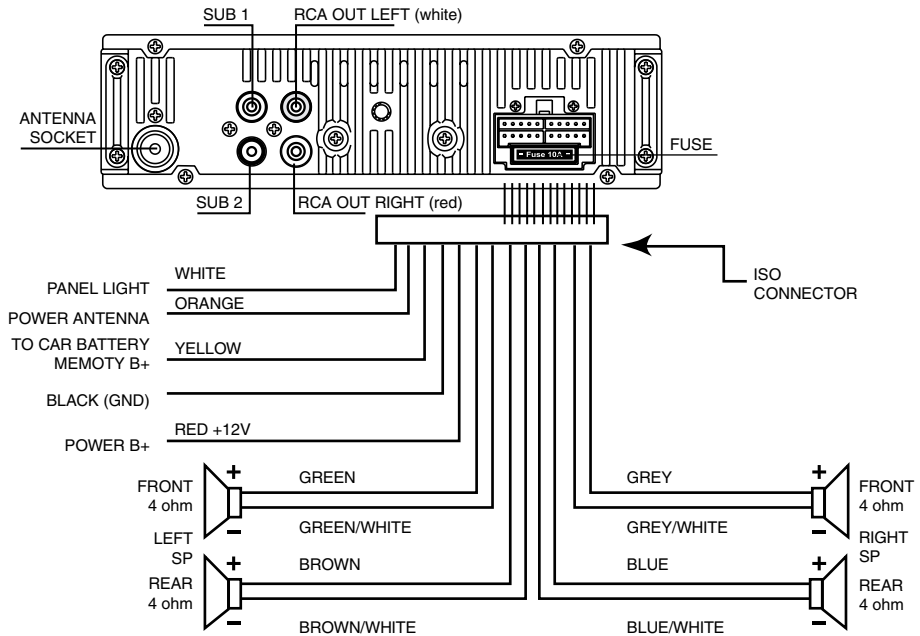 SUB 1
RCA OUT LEFT (white)
ANTENNA
SOCKET
- Fuse 10A -
FUSE
SUB 2
RCA OUT RIGHT (red)
ISO
CONNECTOR
WHITE
PANEL LIGHT
ORANGE
POWER ANTENNA
TO CAR BATTERY
MEMOTY B+
YELLOW
BLACK (GND)
RED +12V
POWER B+
FRONT
4 ohm
+
-
GREEN
GREEN/WHITE
LEFT
SP
REAR
4 ohm
+
-
BROWN
BROWN/WHITE
GREY
GREY/WHITE
+
-
FRONT
4 ohm
RIGHT
SP
BLUE
BLUE/WHITE
+
-
REAR
4 ohm